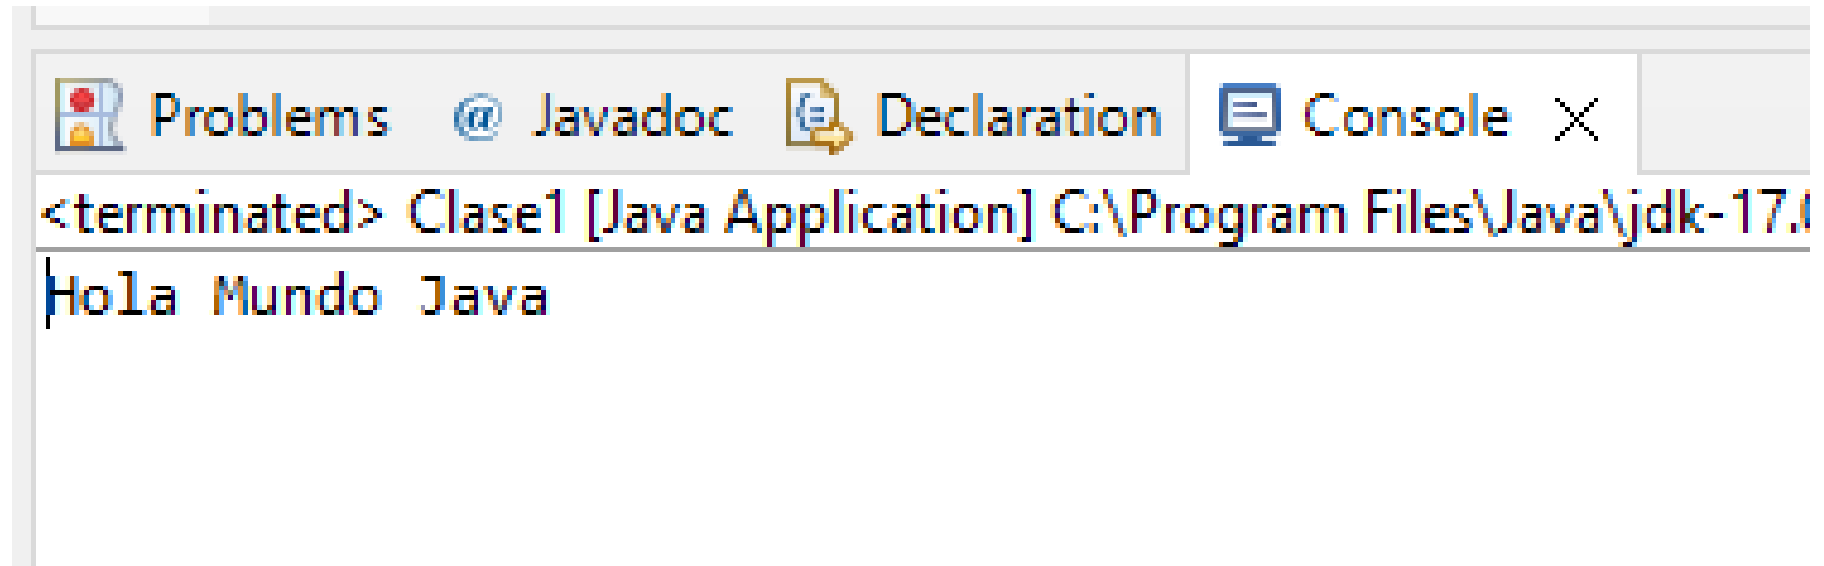 Problems @ Javadoc Declaration Console
<terminated> Clase1 [Java Application] C:\Program Files\Java\jdk-17.
Hola Mundo Java